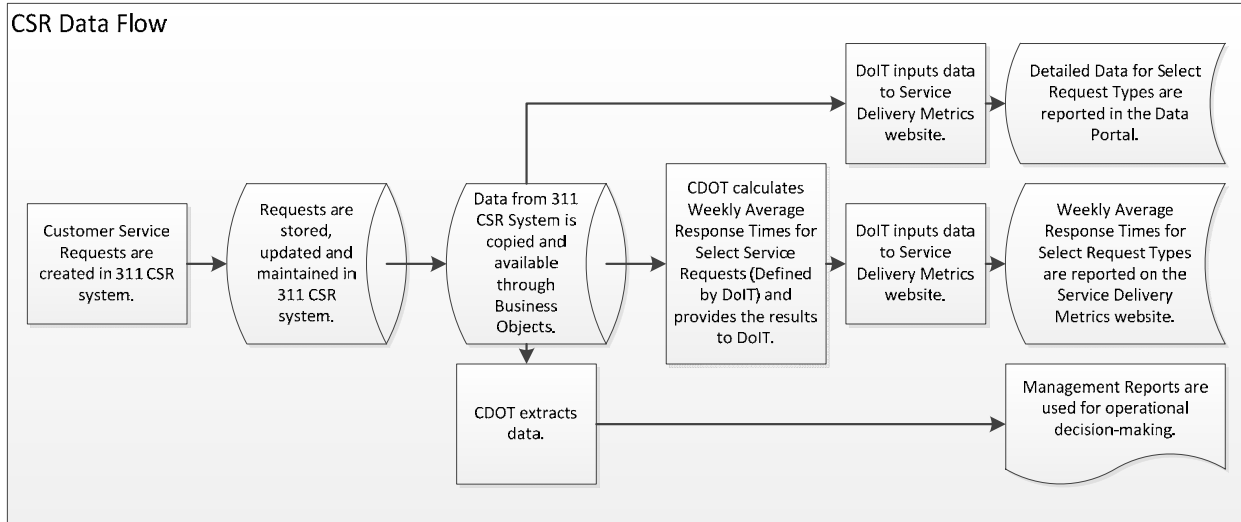 CSR Data Flow
DoIT inputs data
to Service
Delivery Metrics
website.
Detailed Data for Select
Request Types are
reported in the Data
Portal.
Customer Service
Requests are
created in 311 CSR
system.
Requests are
stored,
updated and
maintained in
311 CSR
system.
Data from 311
CSR System is
copied and
available
through
Business
Objects.
CDOT calculates
Weekly Average
Response Times for
Select Service
Requests (Defined
by DoIT) and
provides the results
to DoIT.
DoIT inputs data
to Service
Delivery Metrics
website.
Weekly Average
Response Times for
Select Request Types
are reported on the
Service Delivery
Metrics website.
CDOT extracts
data.
Management Reports are
used for operational
decision-making.